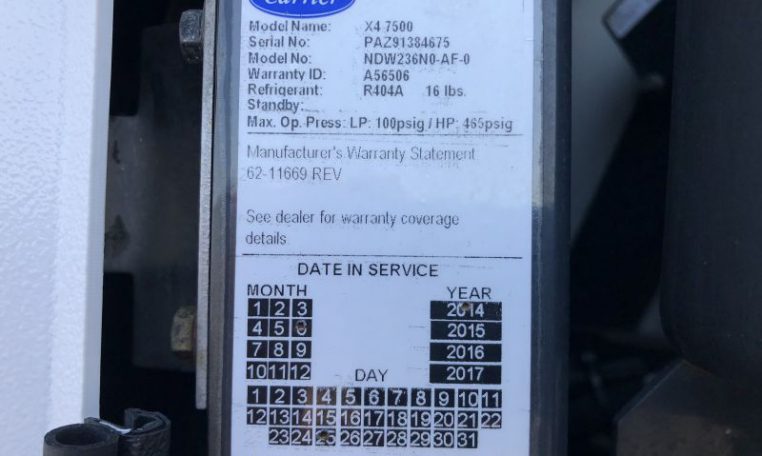 Carrier
Model Name: X4 7500
Serial No: PAZ91384675
Model No: NDW236N0-AF-0
Warranty ID: A56506
Refrigerant: R404A 16 lbs.
Standby:
Max. Op. Press: LP: 100psig / HP: 465psig
Manufacturer's Warranty Statement
62-11669 REV
See dealer for warranty coverage
details
DATE IN SERVICE
MONTH YEAR
1 2 3 2014
4 5 6 2015
7 8 9 2016
10 11 12 2017
DAY
1 2 3 4 5 6 7 8 9 10 11
12 13 14 15 16 17 18 19 20 21 22
23 24 25 26 27 28 29 30 31